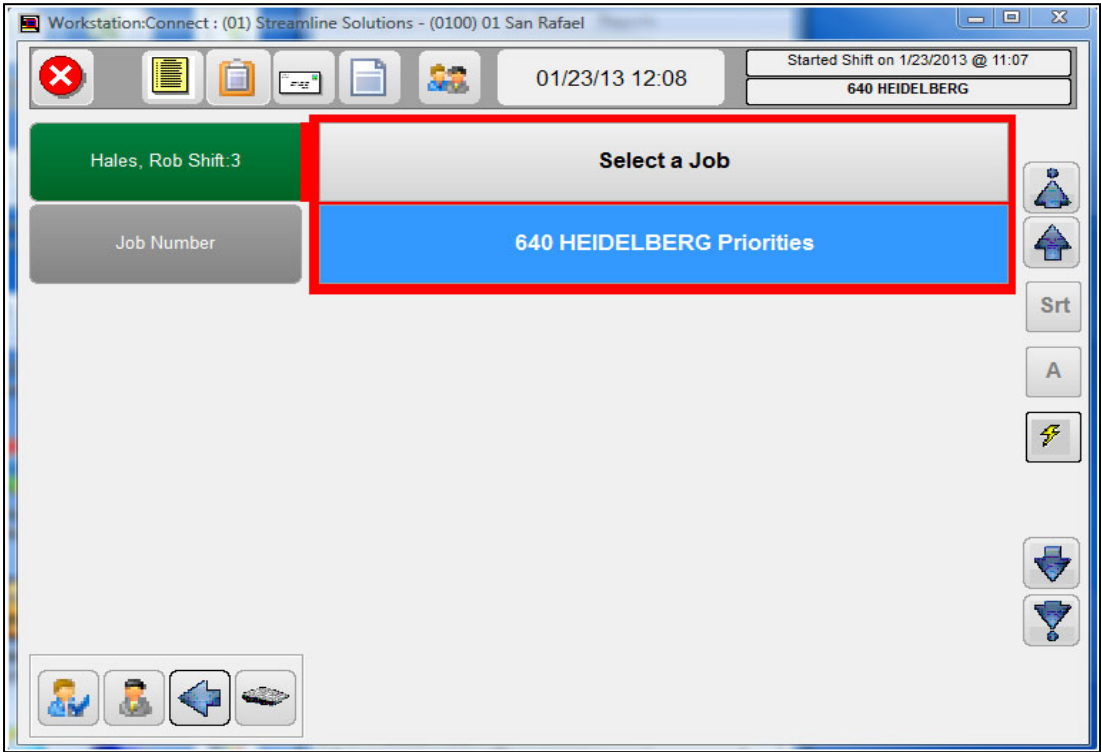 Workstation:Connect : (01) Streamline Solutions - (0100) 01 San Rafael
01/23/13 12:08
Started Shift on 1/23/2013 @ 11:07
640 HEIDELBERG
Hales, Rob Shift:3
Select a Job
Job Number
640 HEIDELBERG Priorities
Srt
A